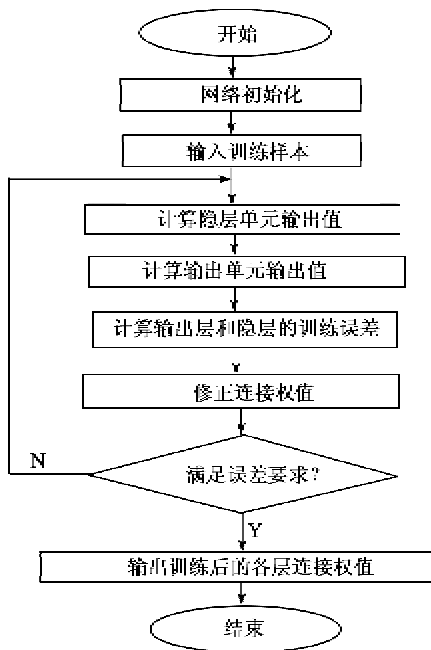 开始
网络初始化
输入训练样本
计算隐层单元输出值
计算输出单元输出值
计算输出层和隐层的训练误差
修正连接权值
满足误差要求?
N
Y
输出训练后的各层连接权值
结束